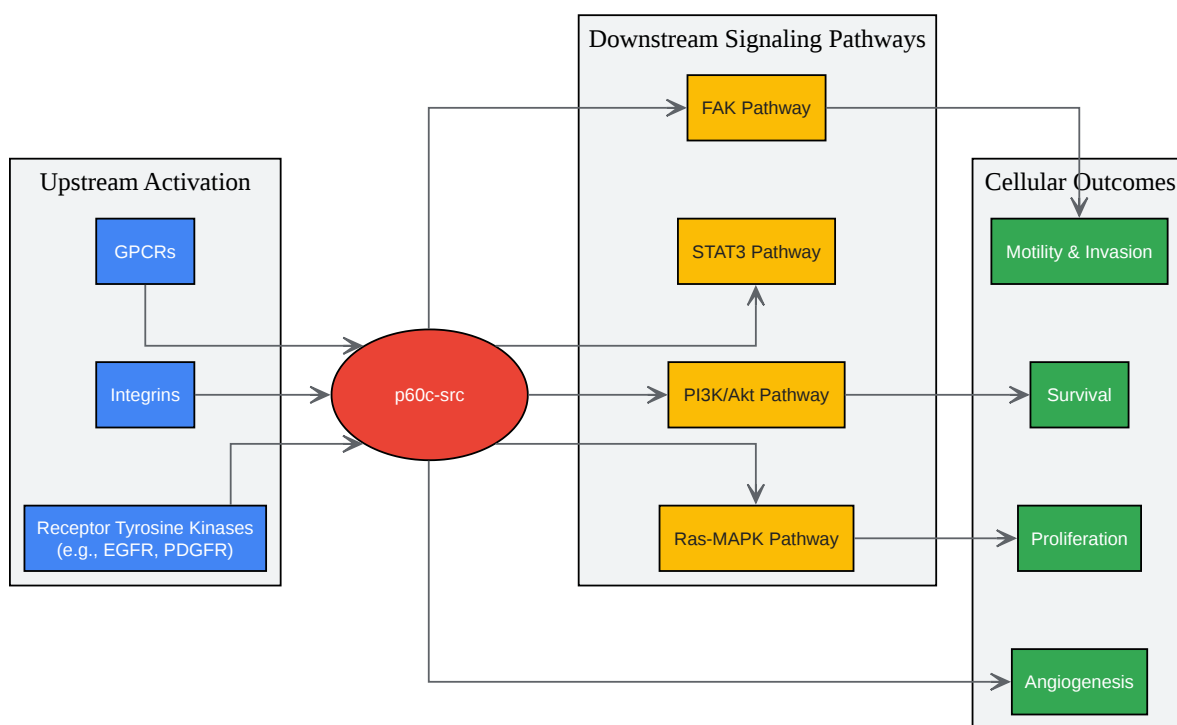 Upstream Activation
GPCRs
Integrins
Receptor Tyrosine Kinases
(e.g., EGFR, PDGFR)
p60c-src
Downstream Signaling Pathways
FAK Pathway
STAT3 Pathway
PI3K/Akt Pathway
Ras-MAPK Pathway
Cellular Outcomes
Motility & Invasion
Survival
Proliferation
Angiogenesis